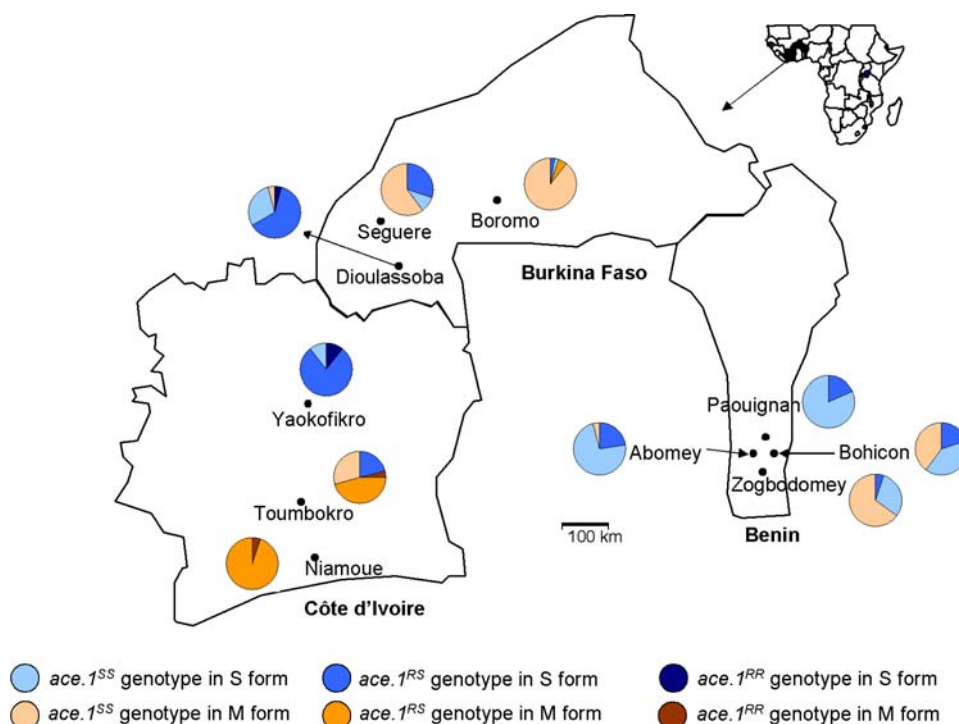 Seguere
Boromo
Dioulassoba
Burkina Faso
Yaokofikro
Paouignan
Abomey
Bohicon
Zogbodomey
Toumbokro
100 km
Benin
Niamoue
Côte d'Ivoire
ace.1SS genotype in S form
ace.1RS genotype in S form
ace.1RR genotype in S form
ace.1SS genotype in M form
ace.1RS genotype in M form
ace.1RR genotype in M form